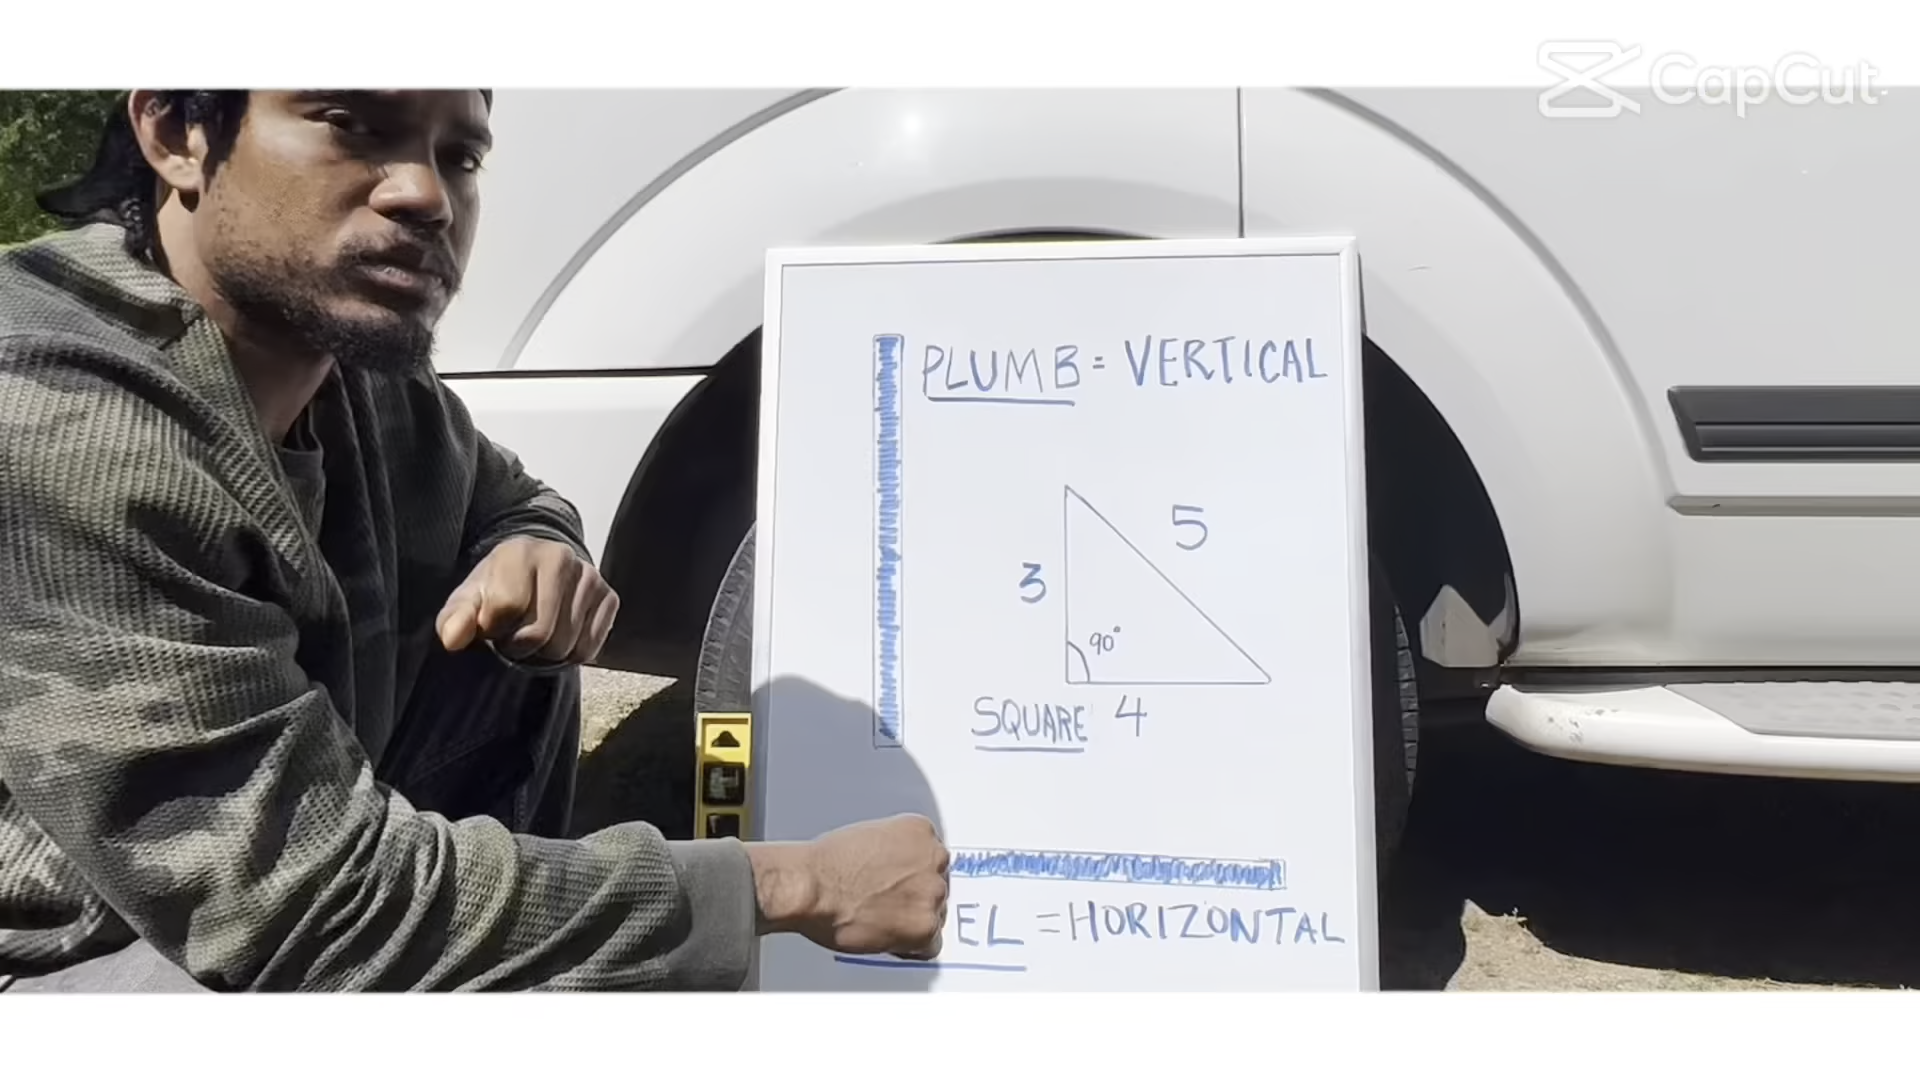 CapCut
PLUMB = VERTICAL
5
3
90°
SQUARE 4
EL = HORIZONTAL